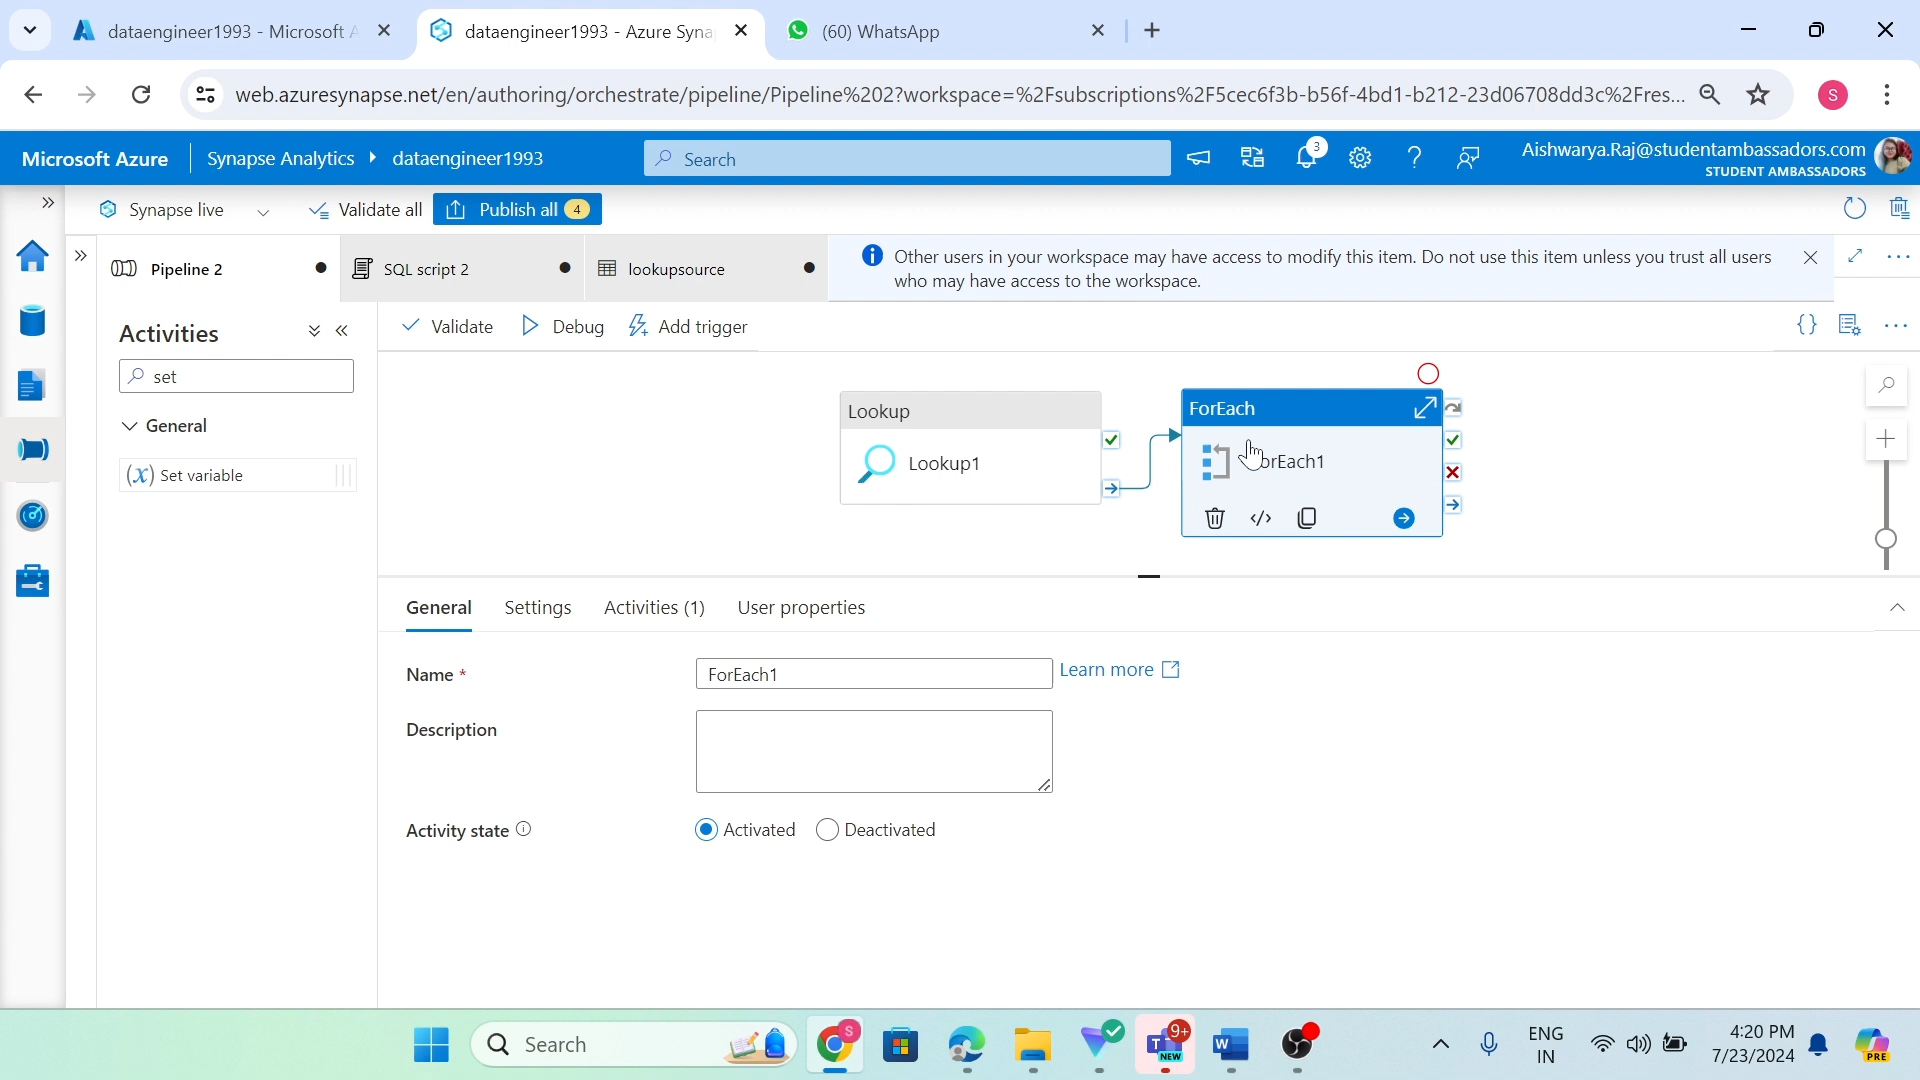 dataengineer1993 - Microsoft A
dataengineer1993 - Azure Syna
(60) WhatsApp
web.azuresynapse.net/en/authoring/orchestrate/pipeline/Pipeline%202?workspace=%2Fsubscriptions%2F5cec6f3b-b56f-4bd1-b212-23d06708dd3c%2Fres...
S
Microsoft Azure
Synapse Analytics
dataengineer1993
Search
3
Aishwarya.Raj@studentambassadors.com
STUDENT AMBASSADORS
Synapse live
Validate all
Publish all 4
Pipeline 2
SQL script 2
lookupsource
Other users in your workspace may have access to modify this item. Do not use this item unless you trust all users
who may have access to the workspace.
Activities
Validate
Debug
Add trigger
set
General
(x) Set variable
Lookup
Lookup1
ForEach
orEach1
General
Settings
Activities (1)
User properties
Name *
ForEach1
Learn more
Description
Activity state
Activated
Deactivated
Search
S
9+
NEW
ENG
IN
4:20 PM
7/23/2024
PRE